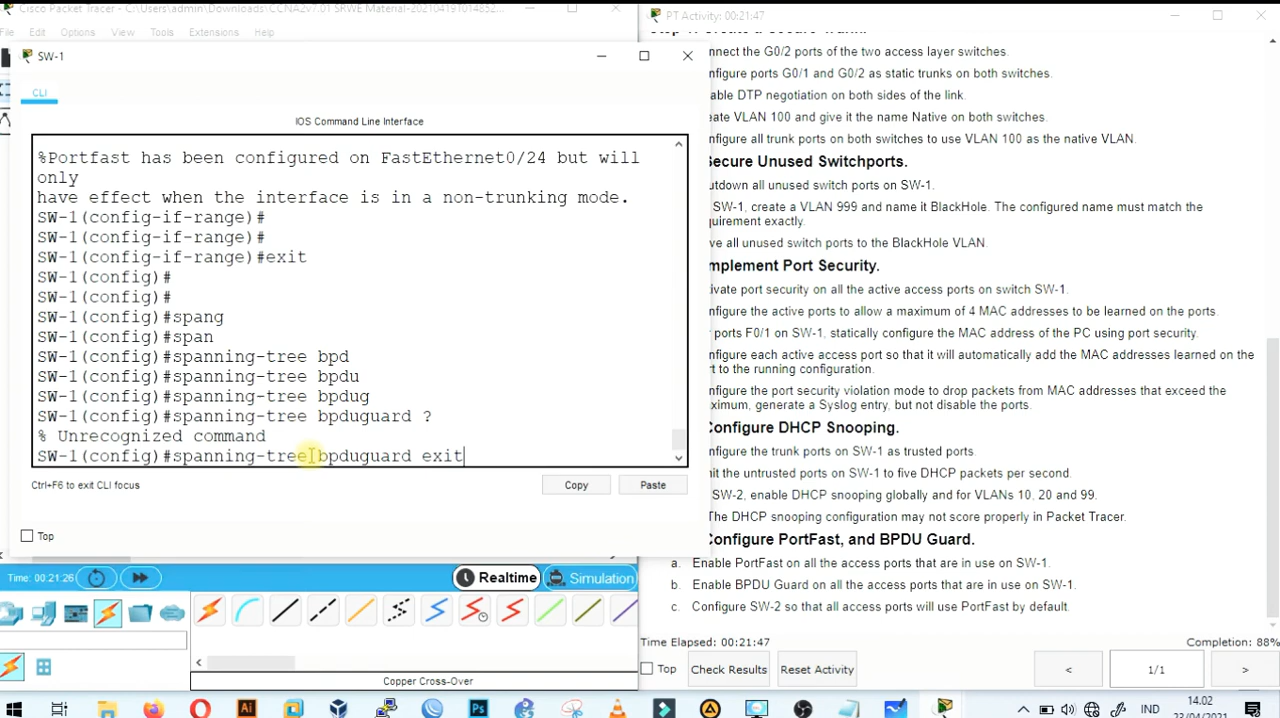 Cisco Packet Tracer - C:\Users\admin\Downloads\CCNA2v7.01 SRWE Material-20210419T014852
File Edit Options View Tools Extensions Help
SW-1
CLI
IOS Command Line Interface
%Portfast has been configured on FastEthernet0/24 but will
only
have effect when the interface is in a non-trunking mode.
SW-1(config-if-range)#
SW-1(config-if-range)#
SW-1(config-if-range)#exit
SW-1(config)#
SW-1(config)#
SW-1(config)#spang
SW-1(config)#span
SW-1(config)#spanning-tree bpd
SW-1(config)#spanning-tree bpdu
SW-1(config)#spanning-tree bpdug
SW-1(config)#spanning-tree bpduguard ?
% Unrecognized command
SW-1(config)#spanning-tree bpduguard exit
Ctrl+F6 to exit CLI focus
Copy
Paste
Top
Time: 00:21:26
Realtime
Simulation
Copper Cross-Over
PT Activity: 00:21:47
nnect the G0/2 ports of the two access layer switches.
nfigure ports G0/1 and G0/2 as static trunks on both switches.
able DTP negotiation on both sides of the link.
eate VLAN 100 and give it the name Native on both switches.
nfigure all trunk ports on both switches to use VLAN 100 as the native VLAN.
Secure Unused Switchports.
utdown all unused switch ports on SW-1.
SW-1, create a VLAN 999 and name it BlackHole. The configured name must match the
quirement exactly.
ve all unused switch ports to the BlackHole VLAN.
mplement Port Security.
tivate port security on all the active access ports on switch SW-1.
nfigure the active ports to allow a maximum of 4 MAC addresses to be learned on the ports.
ports F0/1 on SW-1, statically configure the MAC address of the PC using port security.
nfigure each active access port so that it will automatically add the MAC addresses learned on the
rt to the running configuration.
nfigure the port security violation mode to drop packets from MAC addresses that exceed the
aximum, generate a Syslog entry, but not disable the ports.
Configure DHCP Snooping.
nfigure the trunk ports on SW-1 as trusted ports.
mit the untrusted ports on SW-1 to five DHCP packets per second.
SW-2, enable DHCP snooping globally and for VLANs 10, 20 and 99.
The DHCP snooping configuration may not score properly in Packet Tracer.
Configure PortFast, and BPDU Guard.
a. Enable PortFast on all the access ports that are in use on SW-1.
b. Enable BPDU Guard on all the access ports that are in use on SW-1.
c. Configure SW-2 so that all access ports will use PortFast by default.
Time Elapsed: 00:21:47
Completion: 88%
Top
Check Results
Reset Activity
<
1/1
>
IND
14.02
23/04/2021